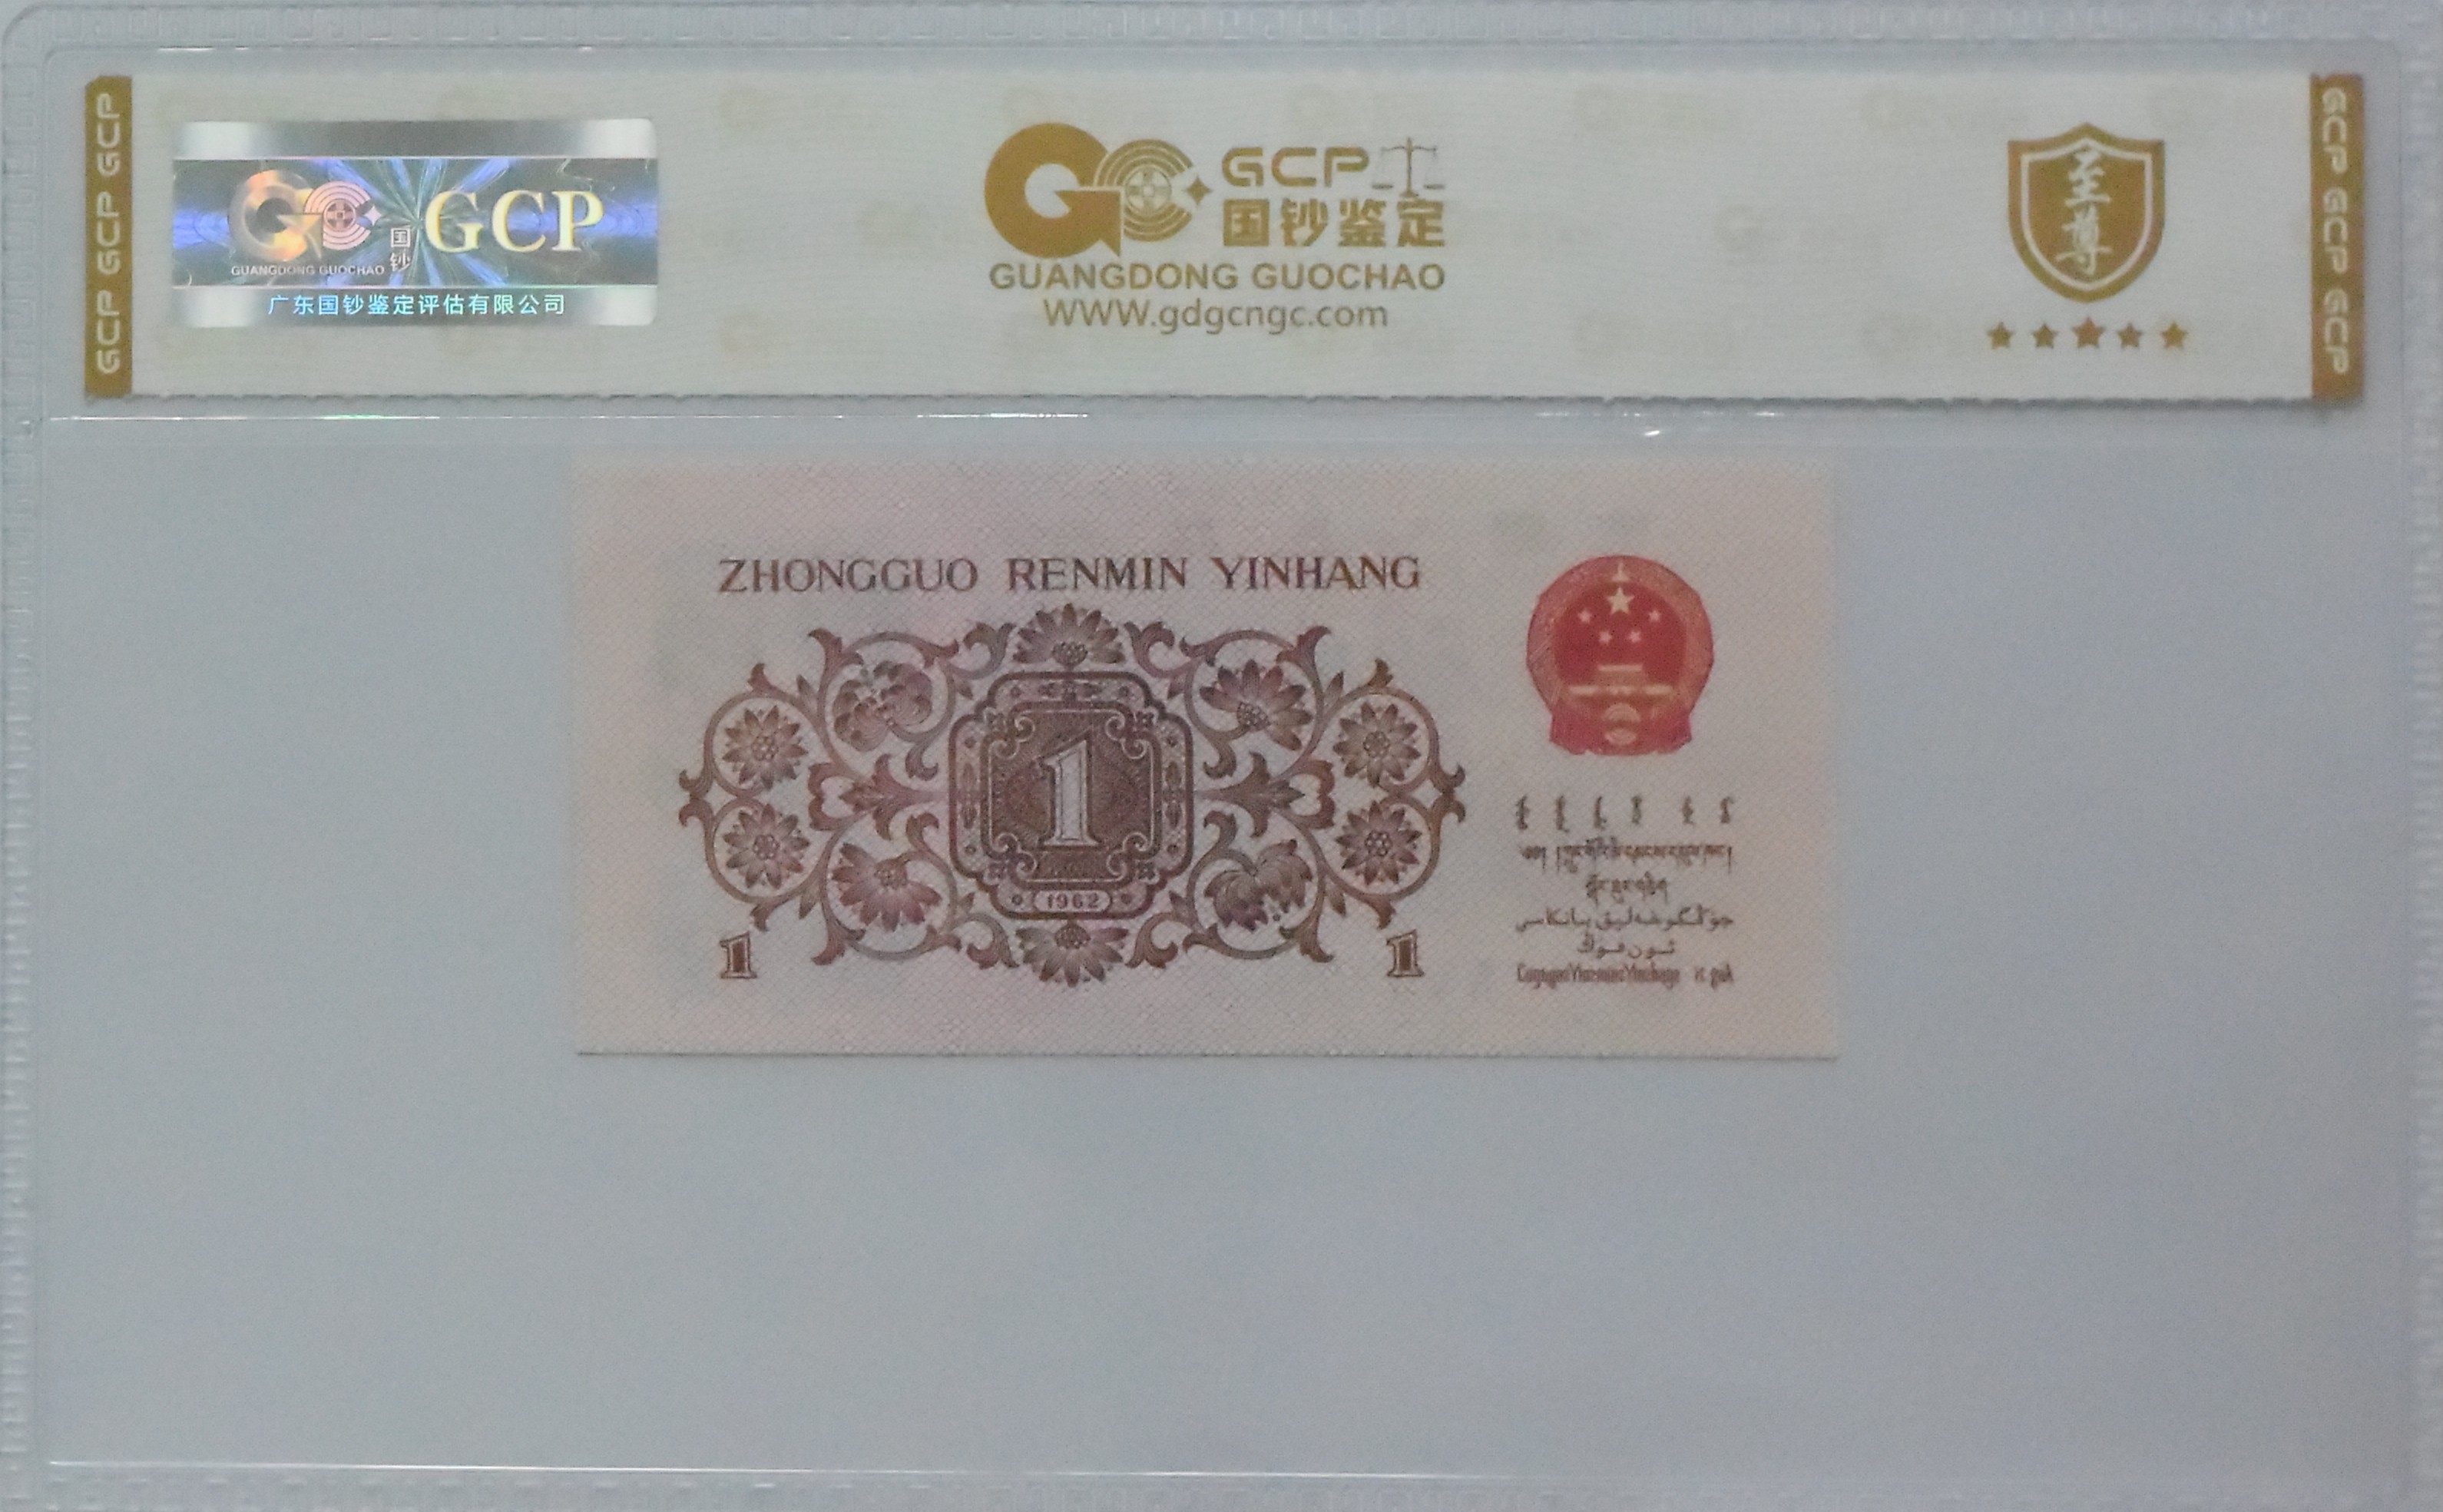 GCP GCP GCP
国钞
GCP
GUANGDONG GUOCHAO
广东国钞鉴定评估有限公司
GCP
国钞鉴定
GUANGDONG GUOCHAO
WWW.gdgcngc.com
至尊
GCP GCP GCP
ZHONGGUO RENMIN YINHANG
1
1962
1
1